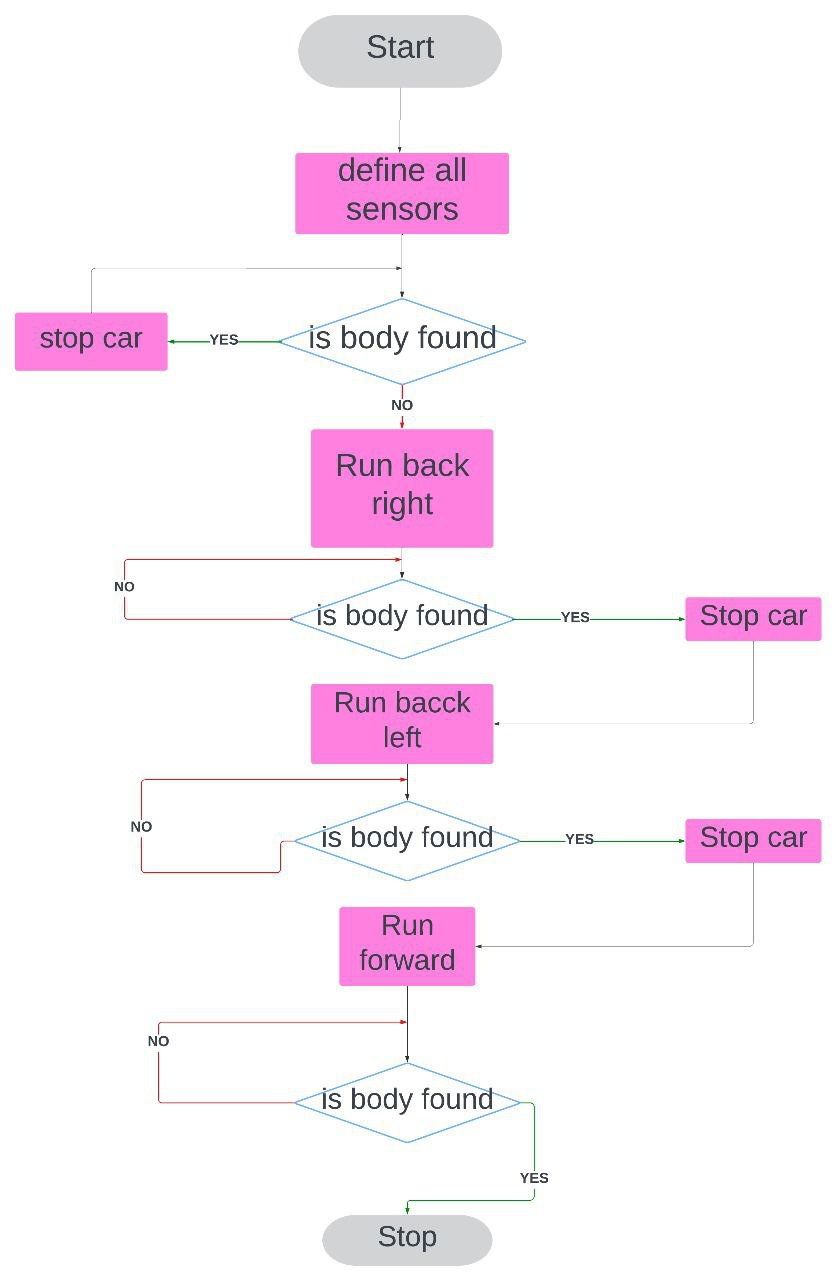 Start
define all
sensors
stop car
YES
is body found
NO
Run back
right
NO
is body found
YES
Stop car
Run bacck
left
NO
is body found
YES
Stop car
Run
forward
NO
is body found
YES
Stop